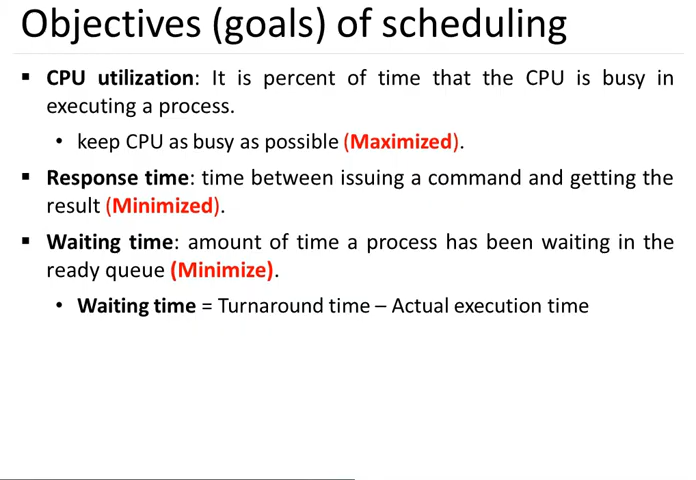 Objectives (goals) of scheduling
▪ CPU utilization: It is percent of time that the CPU is busy in
executing a process.
• keep CPU as busy as possible (Maximized).
▪ Response time: time between issuing a command and getting the
result (Minimized).
▪ Waiting time: amount of time a process has been waiting in the
ready queue (Minimize).
• Waiting time = Turnaround time – Actual execution time